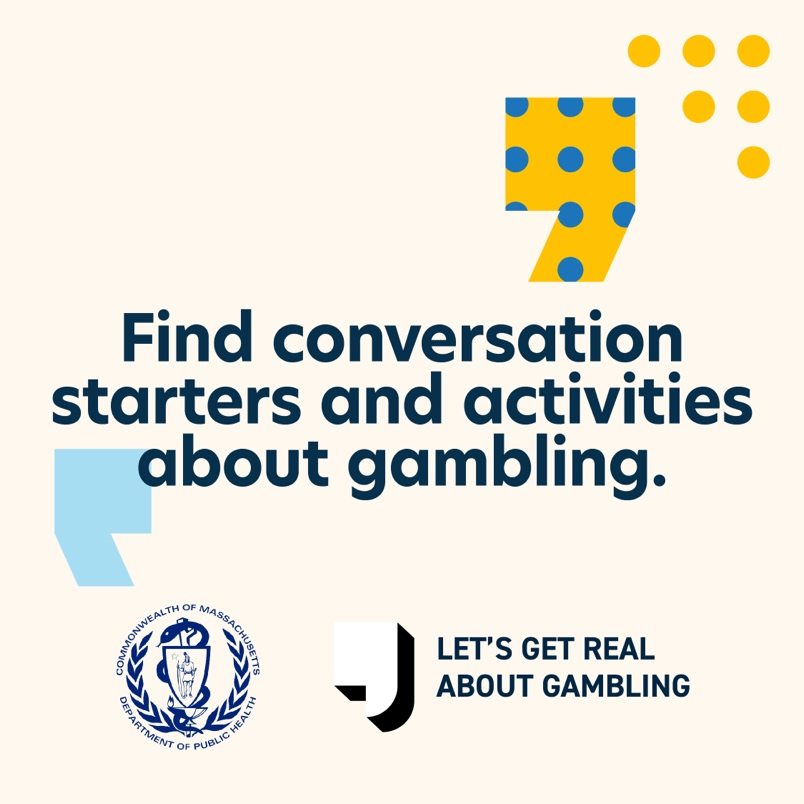 Find conversation
starters and activities
about gambling.
COMMONWEALTH OF MASSACHUSETTS
DEPARTMENT OF PUBLIC HEALTH
LET'S GET REAL
ABOUT GAMBLING